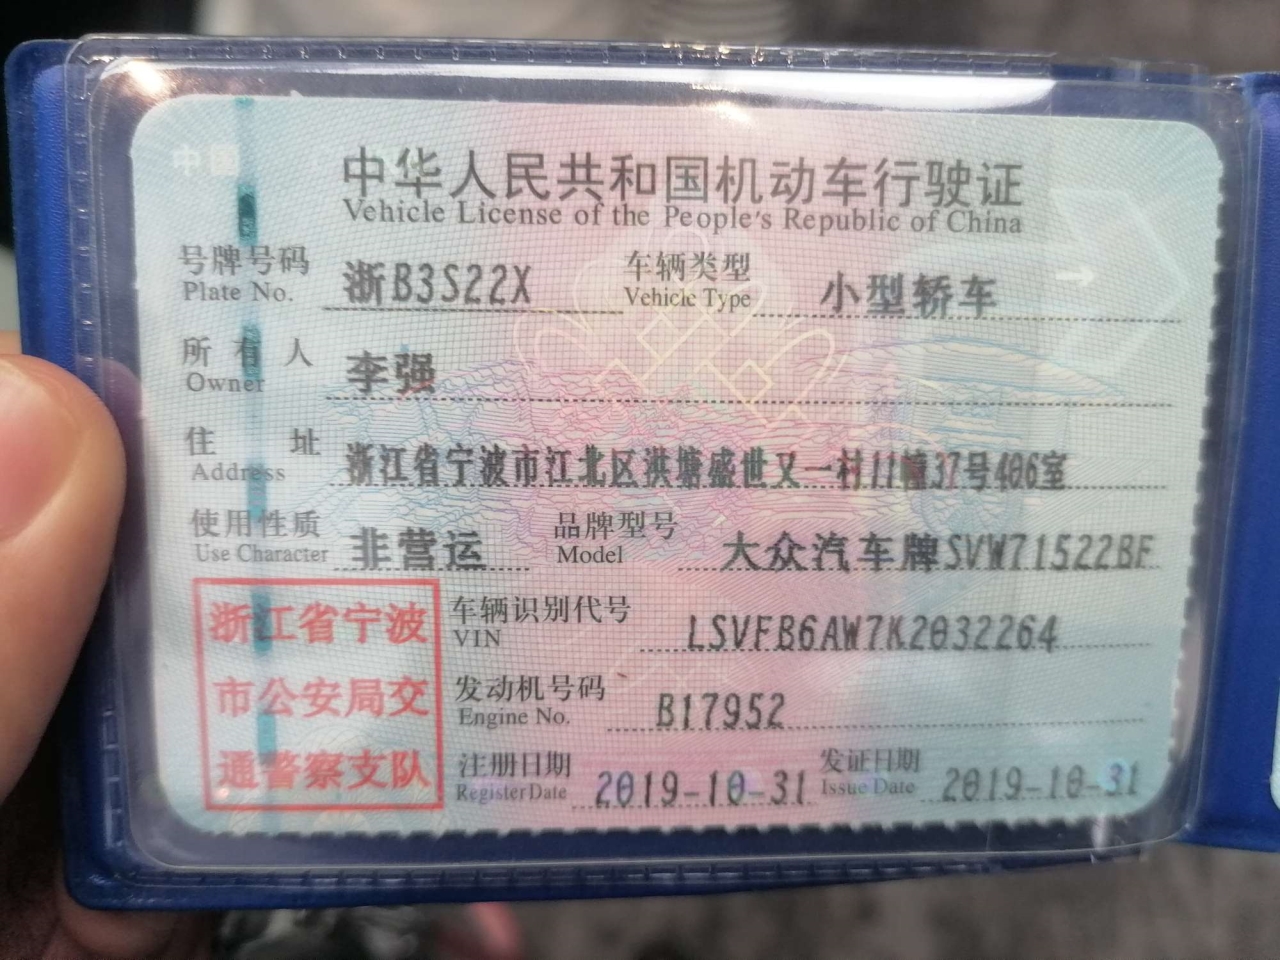 中国
中华人民共和国机动车行驶证
Vehicle License of the People's Republic of China
号牌号码 浙B3S22X 车辆类型 小型轿车
Plate No. Vehicle Type
所有人 李强
Owner
住址 浙江省宁波市江北区洪塘盛世又一村11幢37号406室
Address
使用性质 非营运 品牌型号 大众汽车牌SVW71522BF
Use Character Model
浙江省宁波
市公安局交
通警察支队
车辆识别代号 LSVFB6AW7K2032264
VIN
发动机号码 B17952
Engine No.
注册日期 2019-10-31 发证日期 2019-10-31
Register Date Issue Date